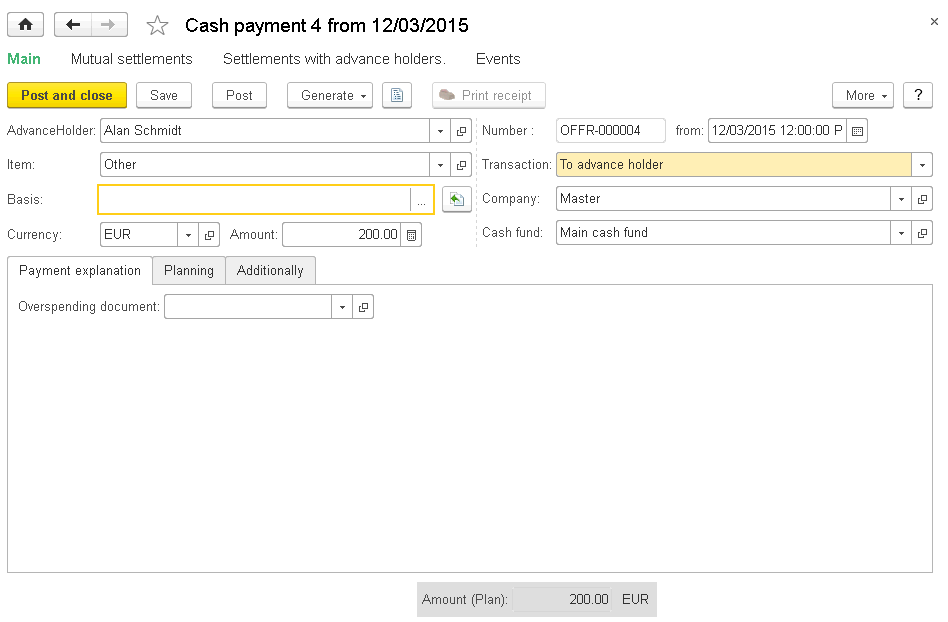 Cash payment 4 from 12/03/2015
Main Mutual settlements Settlements with advance holders. Events
Post and close Save Post Generate Print receipt More ?
AdvanceHolder: Alan Schmidt Number : OFFR-000004 from: 12/03/2015 12:00:00 P
Item: Other Transaction: To advance holder
Basis: ... Company: Master
Currency: EUR Amount: 200.00 Cash fund: Main cash fund
Payment explanation Planning Additionally
Overspending document:
Amount (Plan): 200.00 EUR